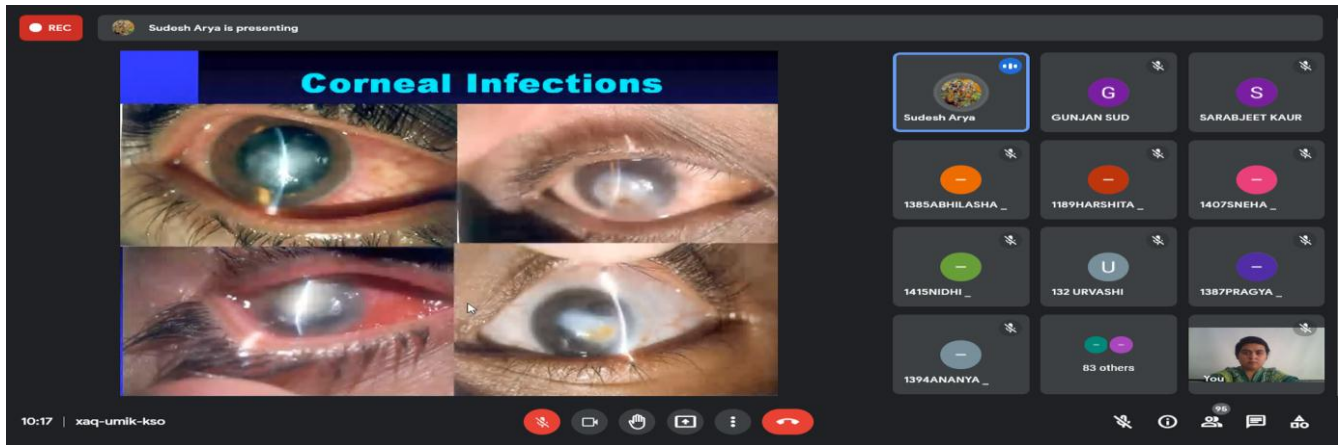 REC
Sudesh Arya is presenting
Corneal Infections
Sudesh Arya
G
GUNJAN SUD
S
SARABJEET KAUR
1385ABHILASHA _
1189HARSHITA _
1407SNEHA _
1415NIDHI _
U
132 URVASHI
1387PRAGYA _
1394ANANYA _
83 others
You
10:17 | xaq-umik-kso
96